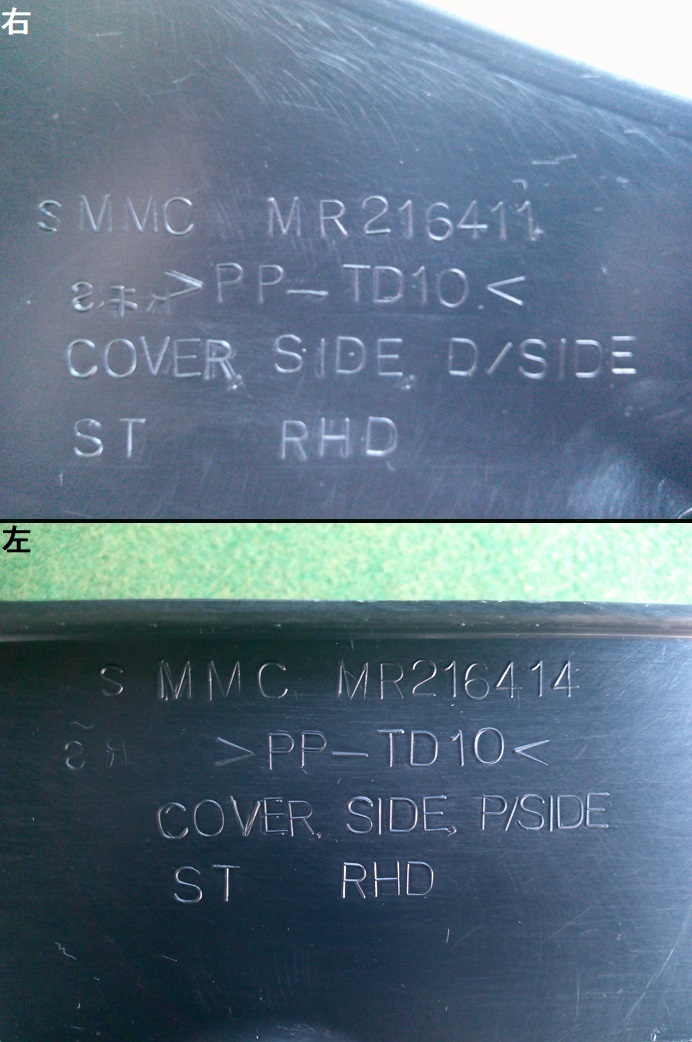 右
S MMC MR216411
>PP-TD10<
COVER, SIDE, D/SIDE
ST RHD
左
S MMC MR216414
>PP-TD10<
COVER, SIDE, P/SIDE
ST RHD